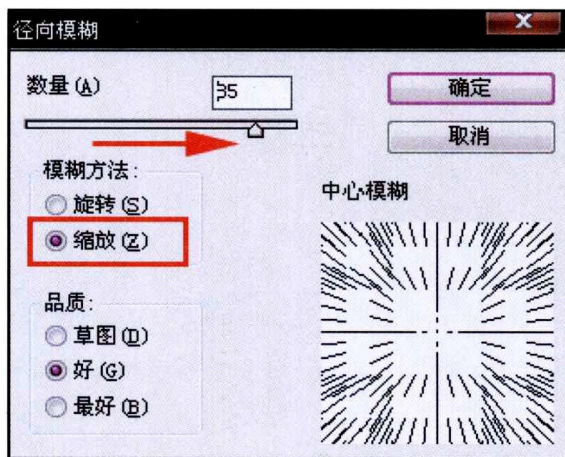 径向模糊
数量(A)
确定
取消
模糊方法:
旋转(S)
缩放(Z)
中心模糊
品质:
草图(D)
好(G)
最好(B)